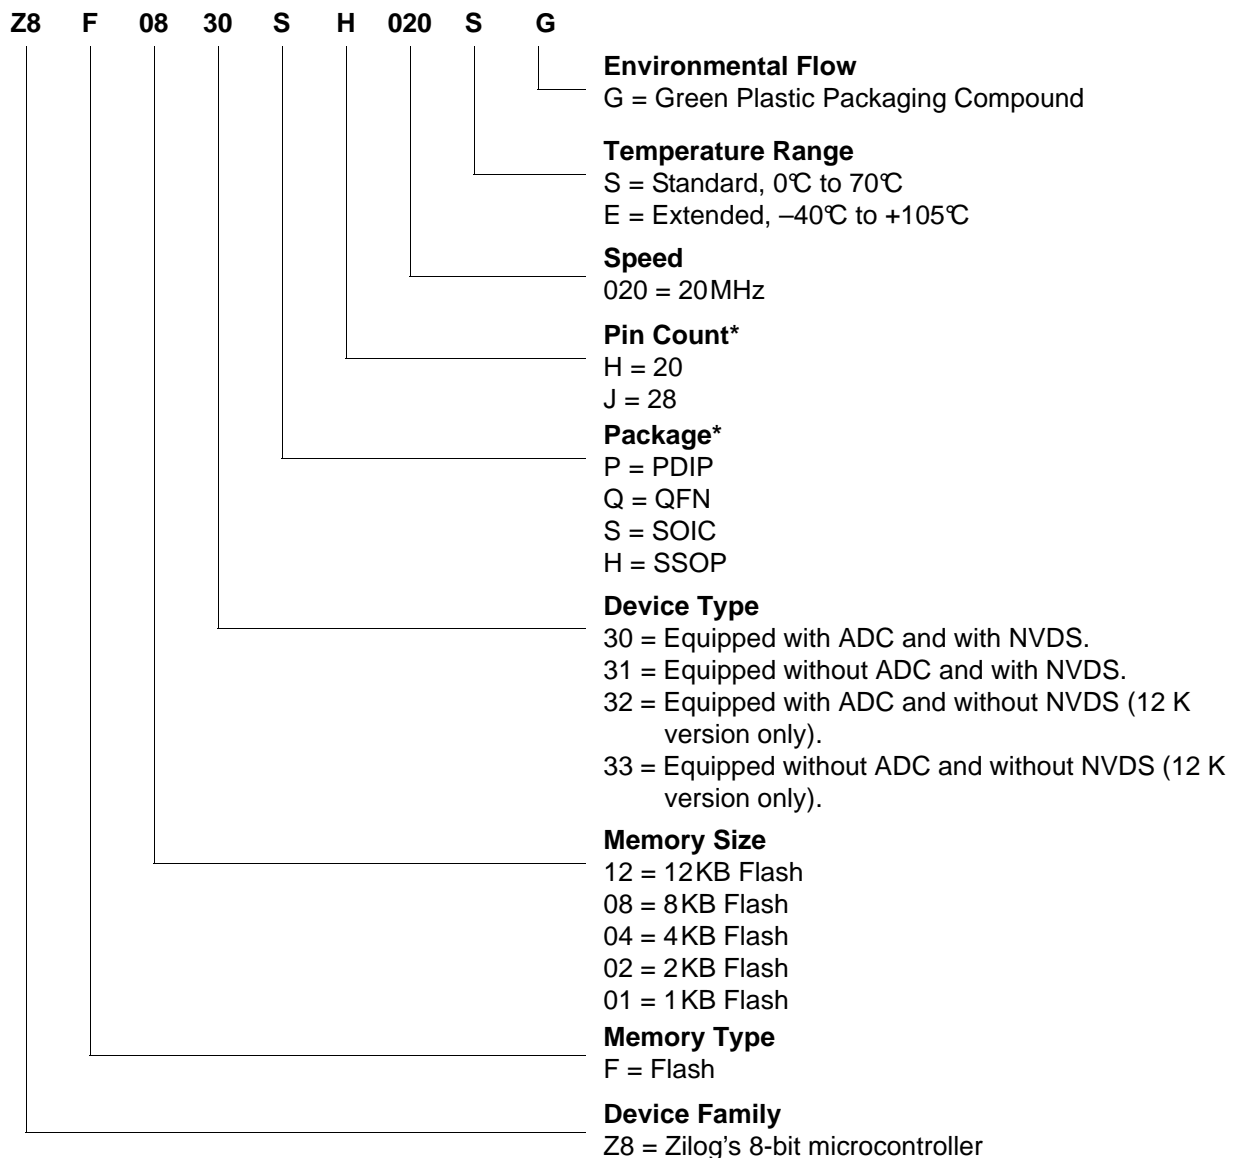 Z8 F 08 30 S H 020 S G
Environmental Flow
G = Green Plastic Packaging Compound
Temperature Range
S = Standard, 0°C to 70°C
E = Extended, –40°C to +105°C
Speed
020 = 20MHz
Pin Count*
H = 20
J = 28
Package*
P = PDIP
Q = QFN
S = SOIC
H = SSOP
Device Type
30 = Equipped with ADC and with NVDS.
31 = Equipped without ADC and with NVDS.
32 = Equipped with ADC and without NVDS (12 K
version only).
33 = Equipped without ADC and without NVDS (12 K
version only).
Memory Size
12 = 12KB Flash
08 = 8KB Flash
04 = 4KB Flash
02 = 2KB Flash
01 = 1KB Flash
Memory Type
F = Flash
Device Family
Z8 = Zilog's 8-bit microcontroller